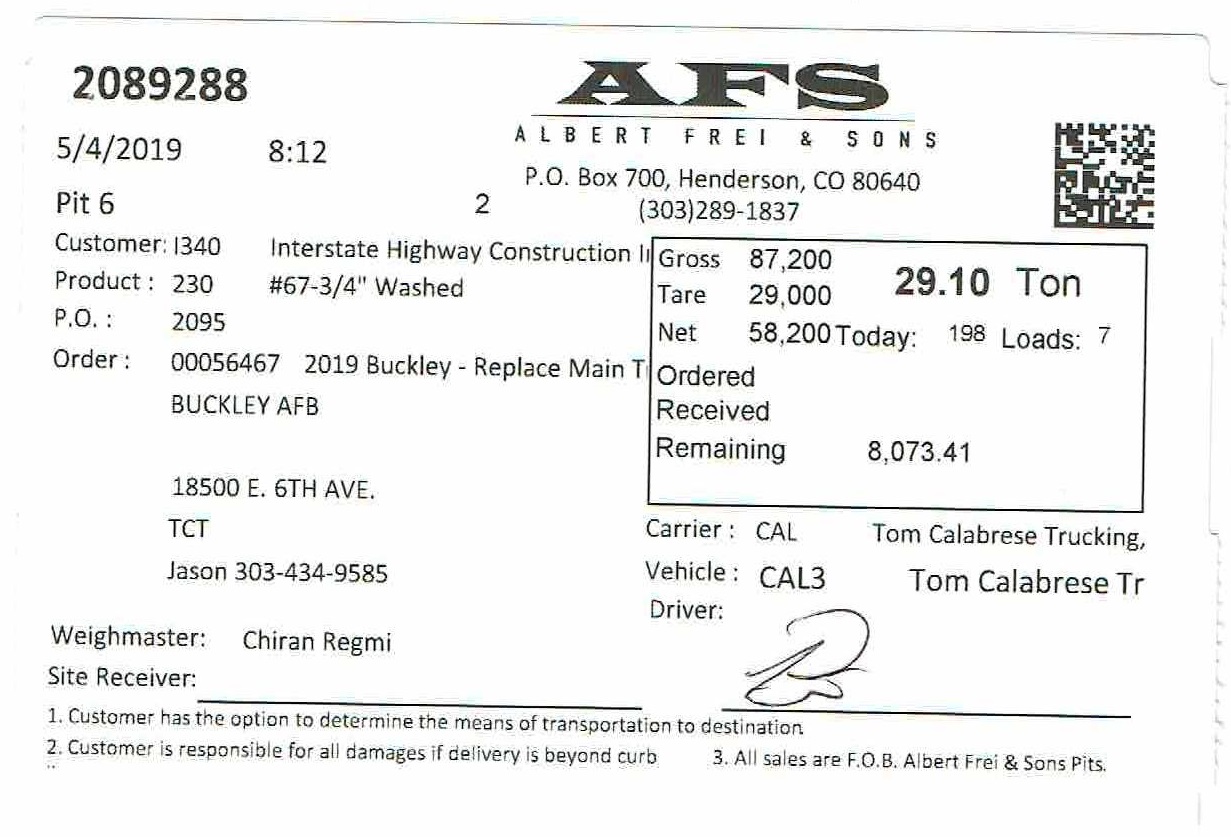 2089288
AFS
ALBERT FREI & SONS
5/4/2019 8:12
P.O. Box 700, Henderson, CO 80640
Pit 6 2 (303)289-1837
Customer: I340 Interstate Highway Construction
Gross 87,200 29.10 Ton
Product : 230 #67-3/4" Washed
Tare 29,000
P.O. : 2095
Net 58,200 Today: 198 Loads: 7
Order : 00056467 2019 Buckley - Replace Main T
Ordered
BUCKLEY AFB
Received
Remaining 8,073.41
18500 E. 6TH AVE.
TCT
Carrier : CAL Tom Calabrese Trucking,
Jason 303-434-9585
Vehicle : CAL3 Tom Calabrese Tr
Driver:
Weighmaster: Chiran Regmi
Site Receiver:
1. Customer has the option to determine the means of transportation to destination
2. Customer is responsible for all damages if delivery is beyond curb 3. All sales are F.O.B. Albert Frei & Sons Pits.